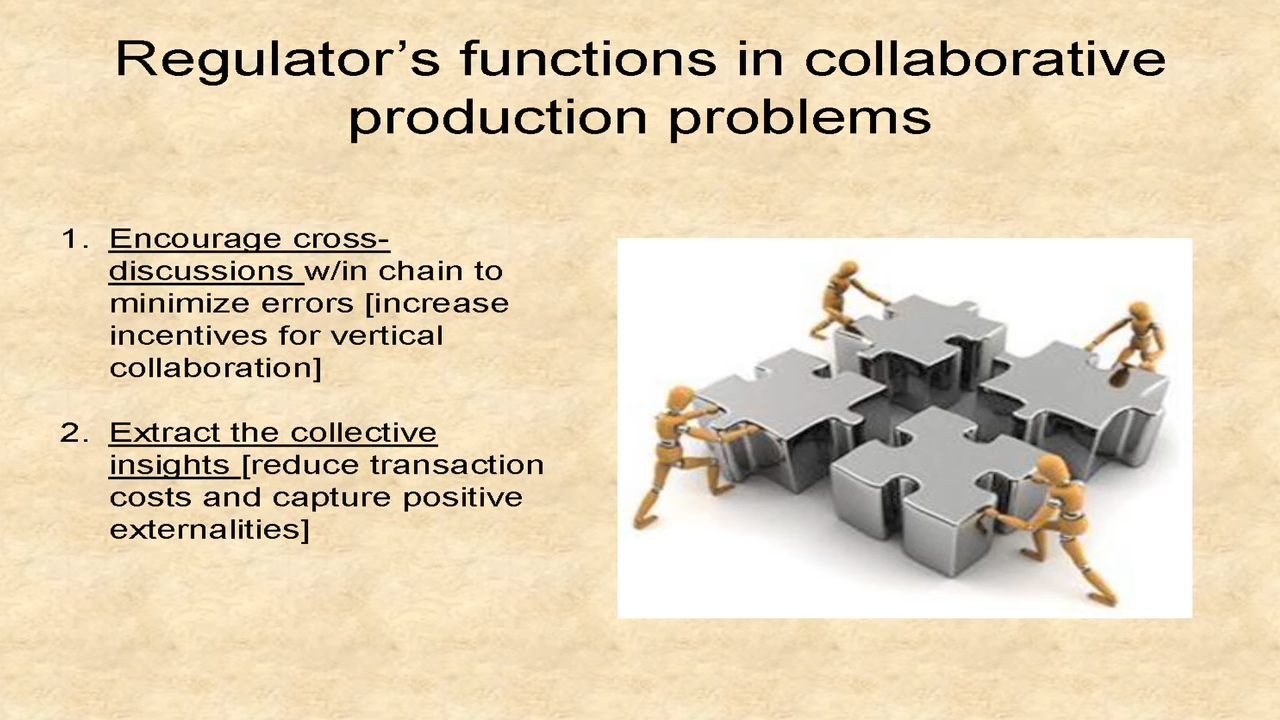 Regulator’s functions in collaborative
production problems
1. Encourage cross-
discussions w/in chain to
minimize errors [increase
incentives for vertical
collaboration]
2. Extract the collective
insights [reduce transaction
costs and capture positive
externalities]